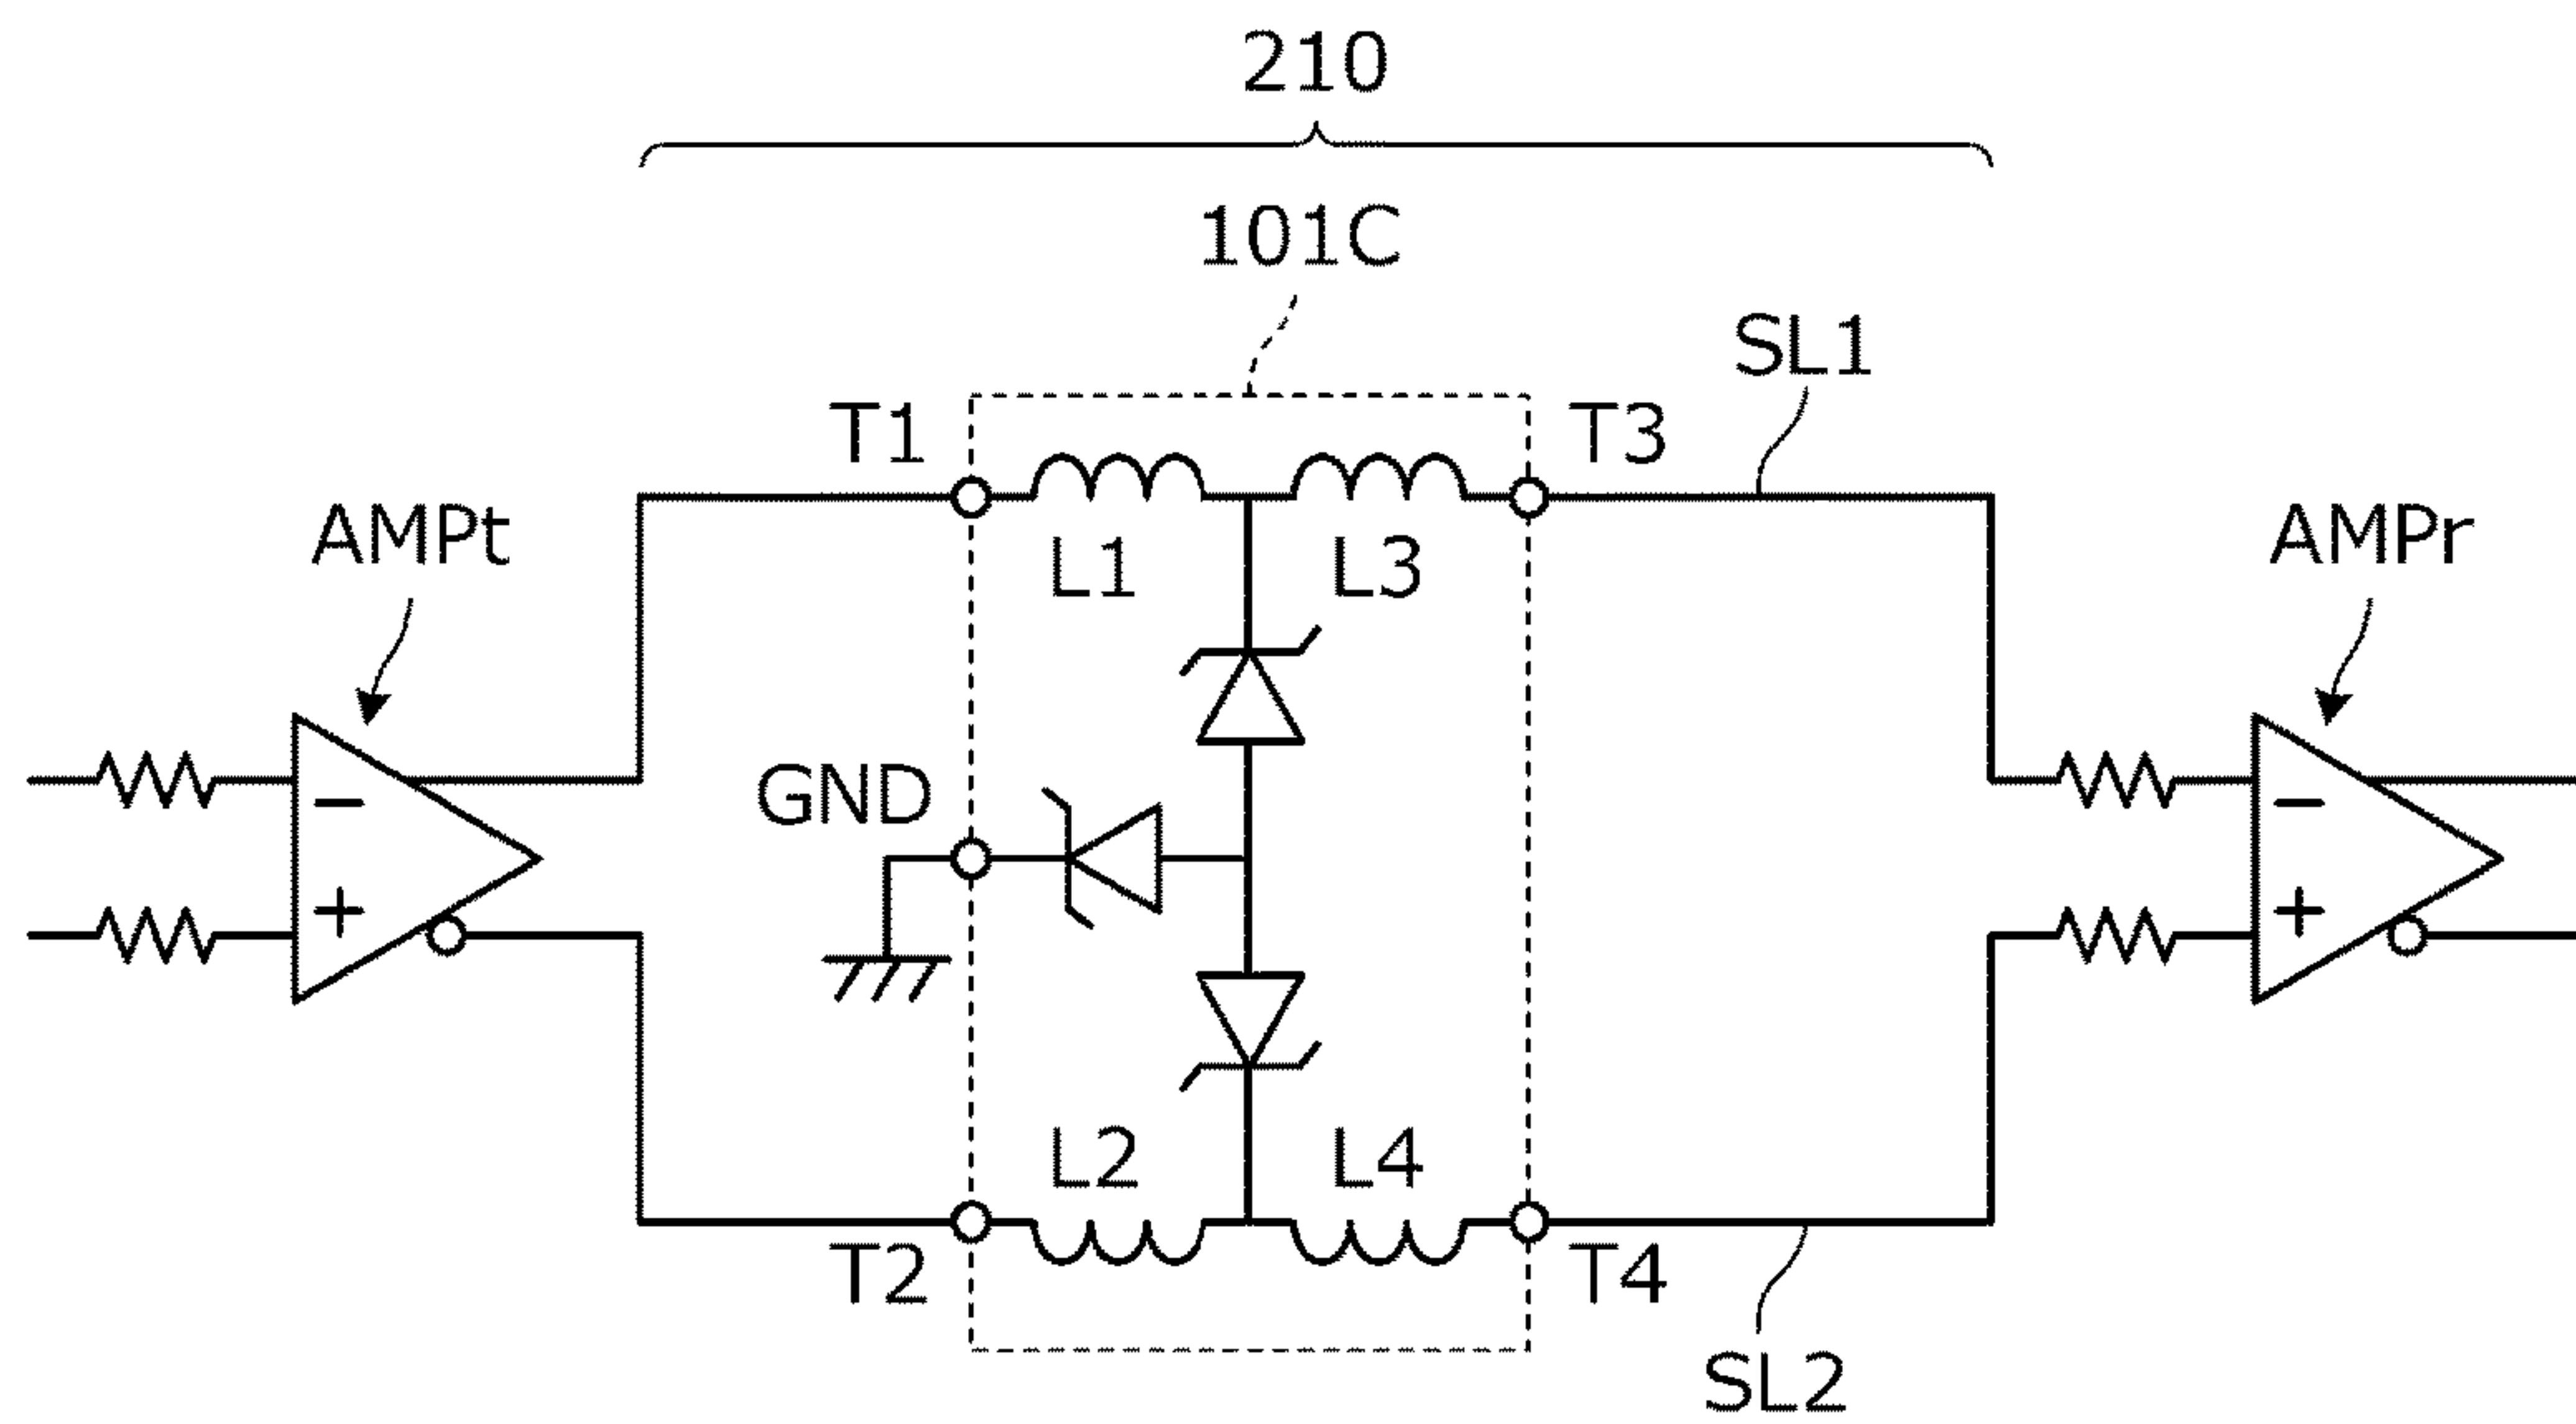 210
101C
SL1
T1
T3
AMPt
L1
L3
AMPr
GND
−
−
+
+
L2
L4
T2
T4
SL2